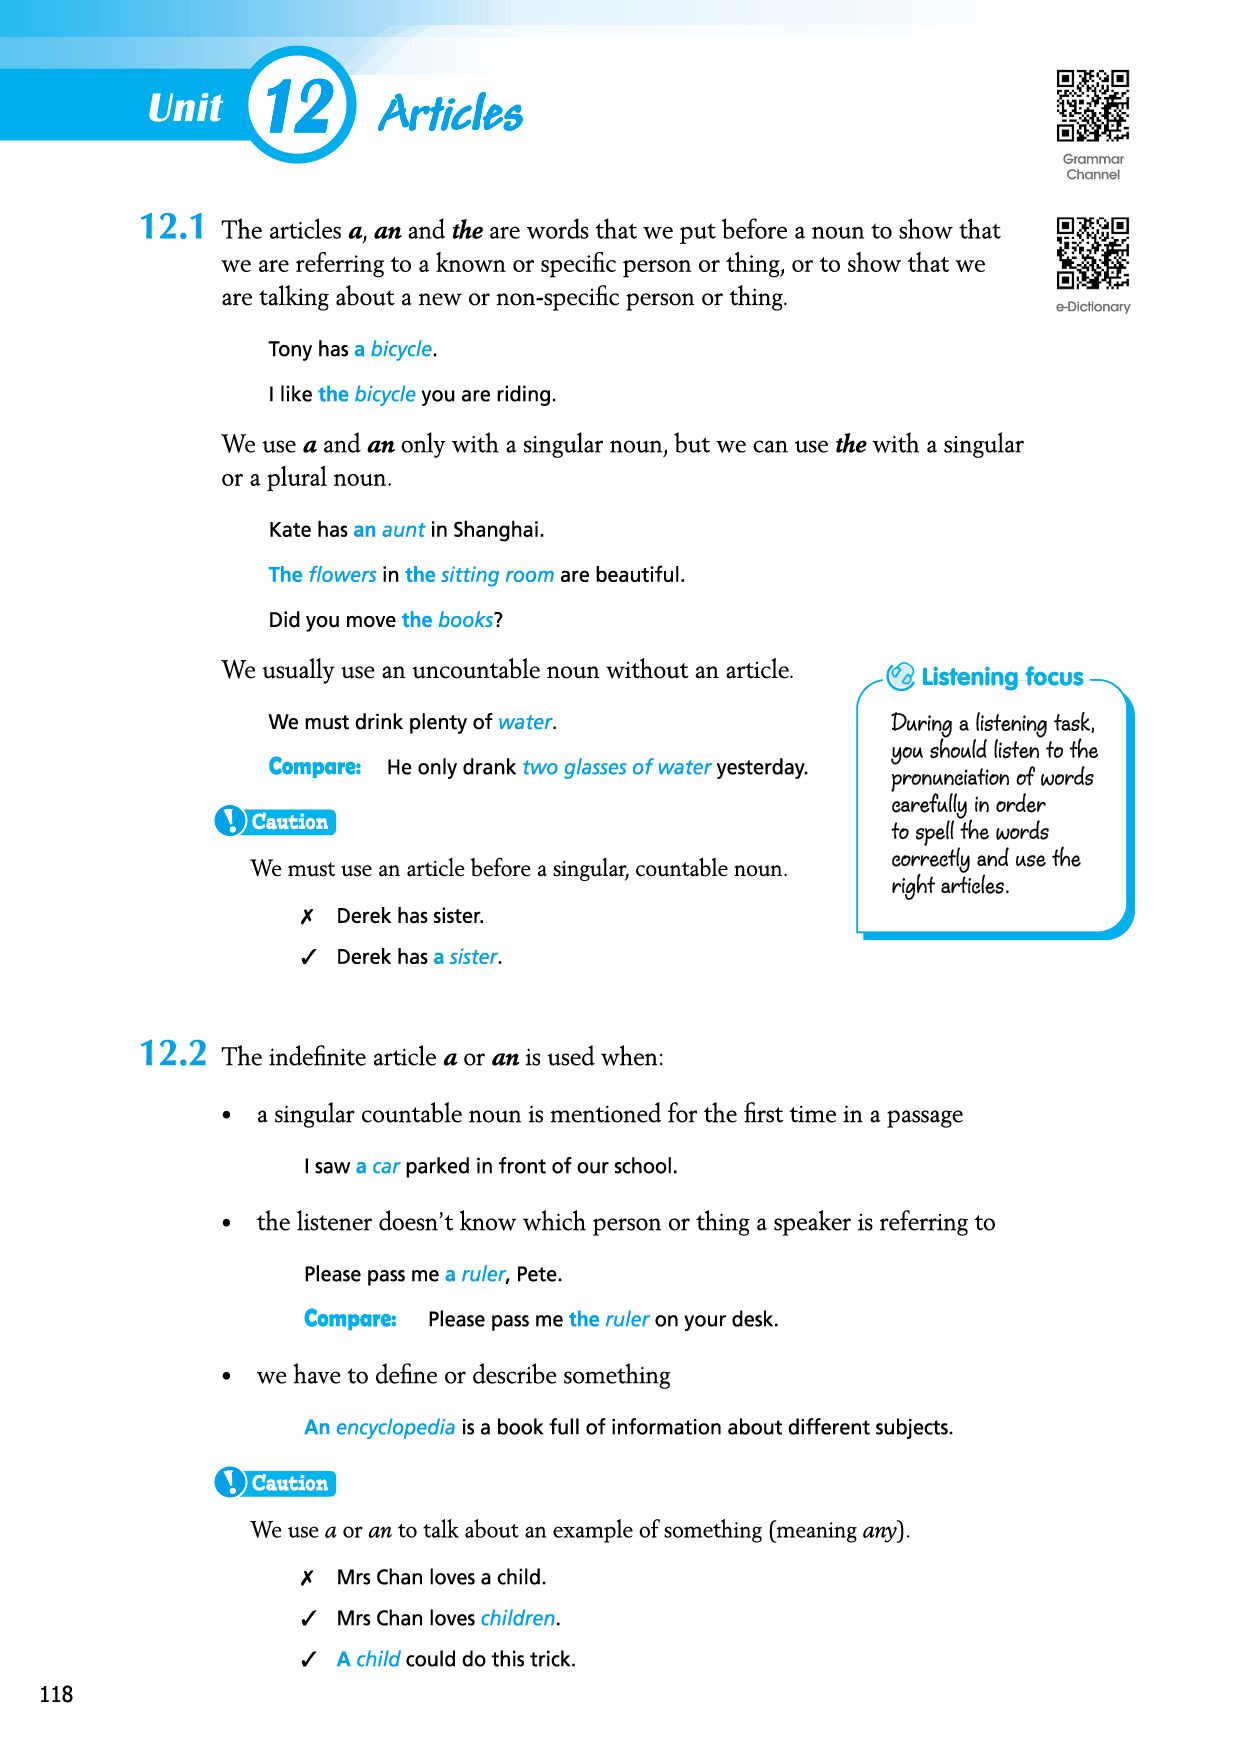 Unit 12 Articles
Grammar
Channel
12.1 The articles a, an and the are words that we put before a noun to show that
we are referring to a known or specific person or thing, or to show that we
are talking about a new or non-specific person or thing.
e-Dictionary
Tony has a bicycle.
I like the bicycle you are riding.
We use a and an only with a singular noun, but we can use the with a singular
or a plural noun.
Kate has an aunt in Shanghai.
The flowers in the sitting room are beautiful.
Did you move the books?
We usually use an uncountable noun without an article.
We must drink plenty of water.
Compare: He only drank two glasses of water yesterday.
Listening focus
During a listening task,
you should listen to the
pronunciation of words
carefully in order
to spell the words
correctly and use the
right articles.
! Caution
We must use an article before a singular, countable noun.
✗ Derek has sister.
✓ Derek has a sister.
12.2 The indefinite article a or an is used when:
• a singular countable noun is mentioned for the first time in a passage
I saw a car parked in front of our school.
• the listener doesn't know which person or thing a speaker is referring to
Please pass me a ruler, Pete.
Compare: Please pass me the ruler on your desk.
• we have to define or describe something
An encyclopedia is a book full of information about different subjects.
! Caution
We use a or an to talk about an example of something (meaning any).
✗ Mrs Chan loves a child.
✓ Mrs Chan loves children.
✓ A child could do this trick.
118